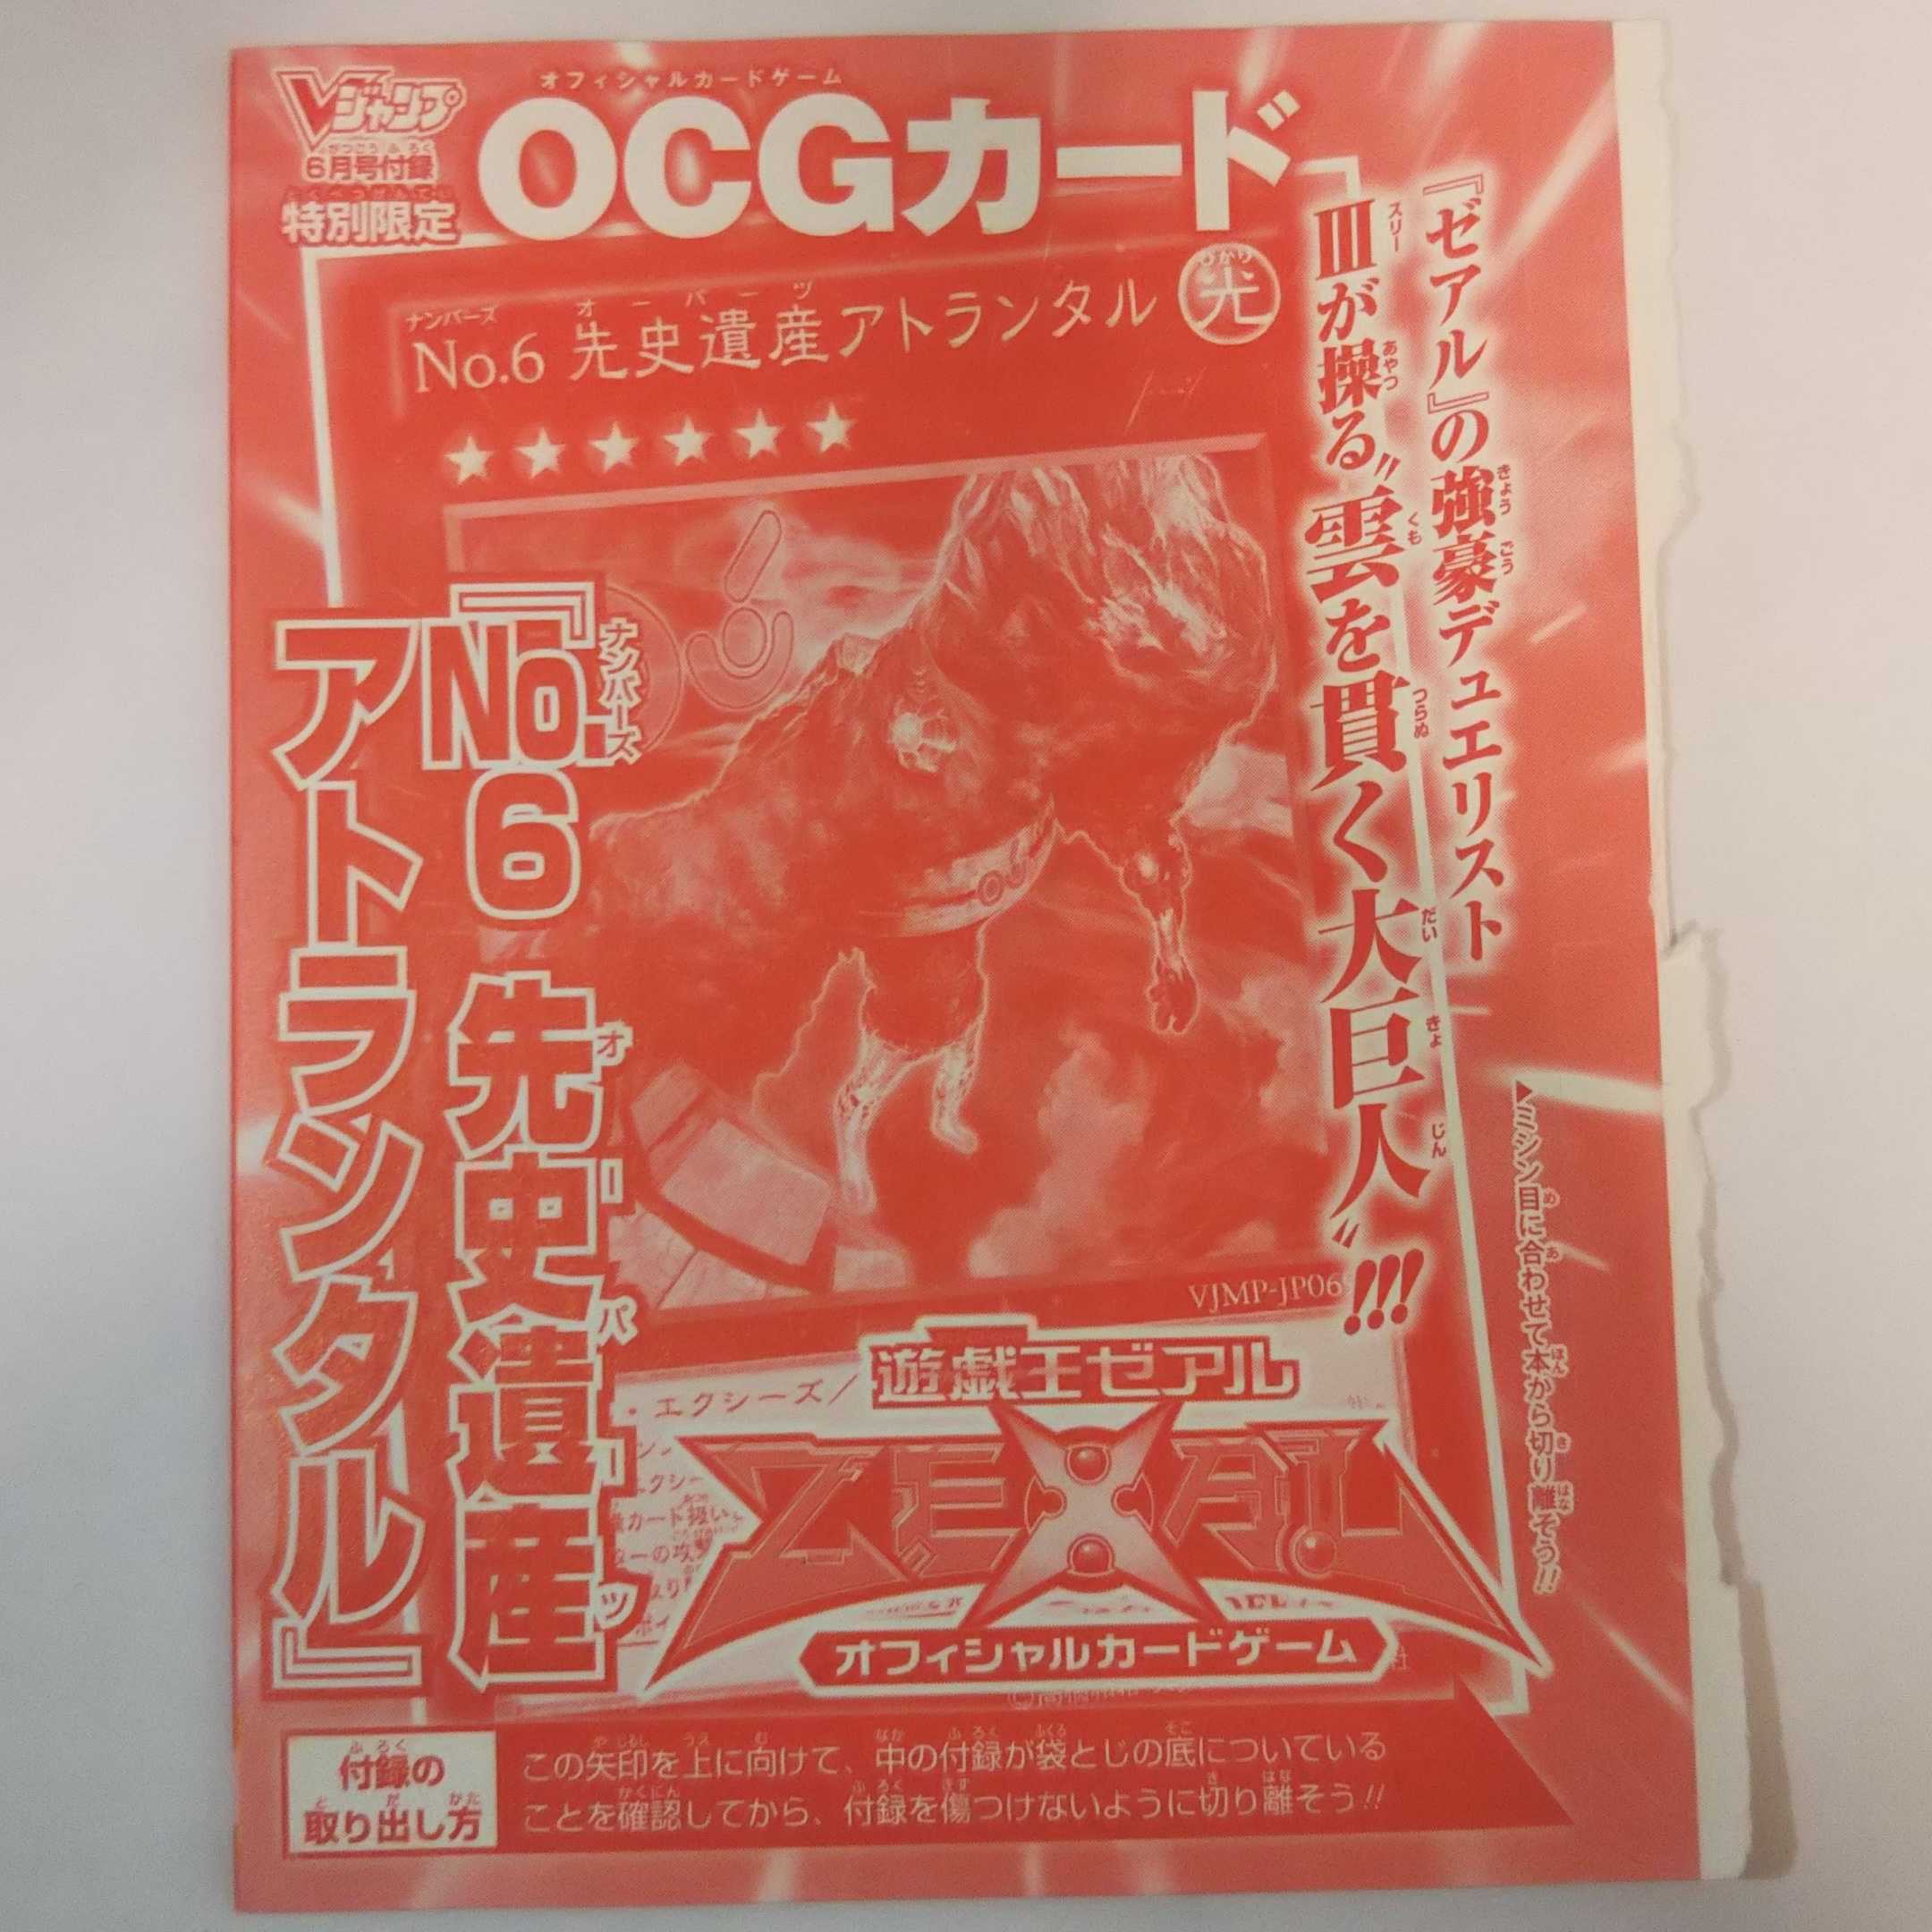 Vジャンプ
6月号付録
特別限定
オフィシャルカードゲーム
OCGカード
『ゼアル』の強豪デュエリスト
Ⅲが操る〝雲を貫く大巨人〟!!!
No.6 先史遺産アトランタル 光
★★★★★★
『No.6 先史遺産
アトランタル』
▶ミシン目に合わせて本から切り離そう!!
VJMP-JP06
・エクシーズ/
遊戯王ゼアル
ZEXAL
オフィシャルカードゲーム
付録の
取り出し方
この矢印を上に向けて、中の付録が袋とじの底についている
ことを確認してから、付録を傷つけないように切り離そう!!